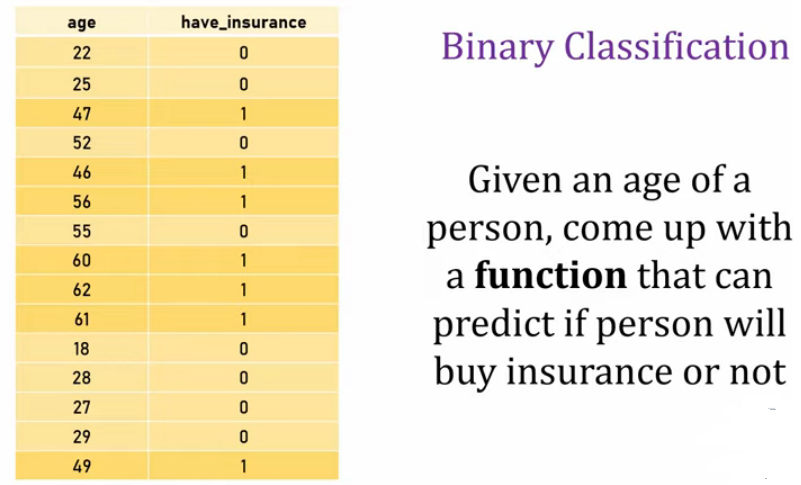 age have_insurance
22 0
25 0
47 1
52 0
46 1
56 1
55 0
60 1
62 1
61 1
18 0
28 0
27 0
29 0
49 1
Binary Classification
Given an age of a
person, come up with
a function that can
predict if person will
buy insurance or not